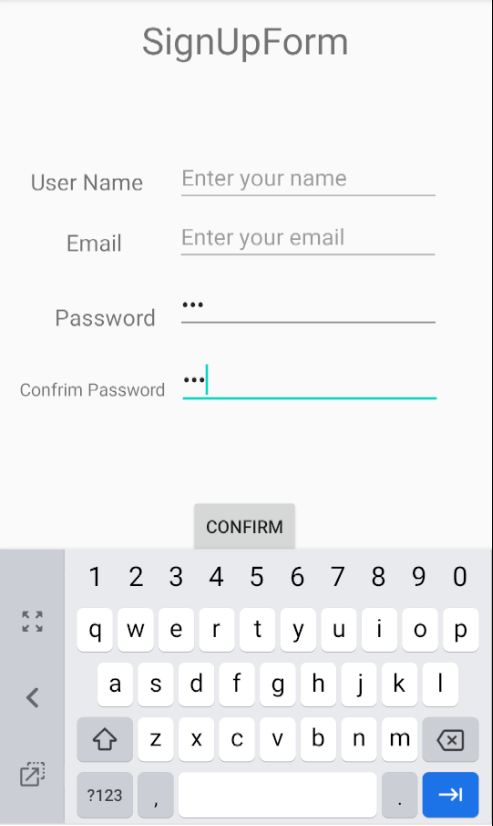 SignUpForm
User Name Enter your name
Email Enter your email
Password •••
Confrim Password •••
CONFIRM
1 2 3 4 5 6 7 8 9 0
q w e r t y u i o p
a s d f g h j k l
z x c v b n m
?123 , .